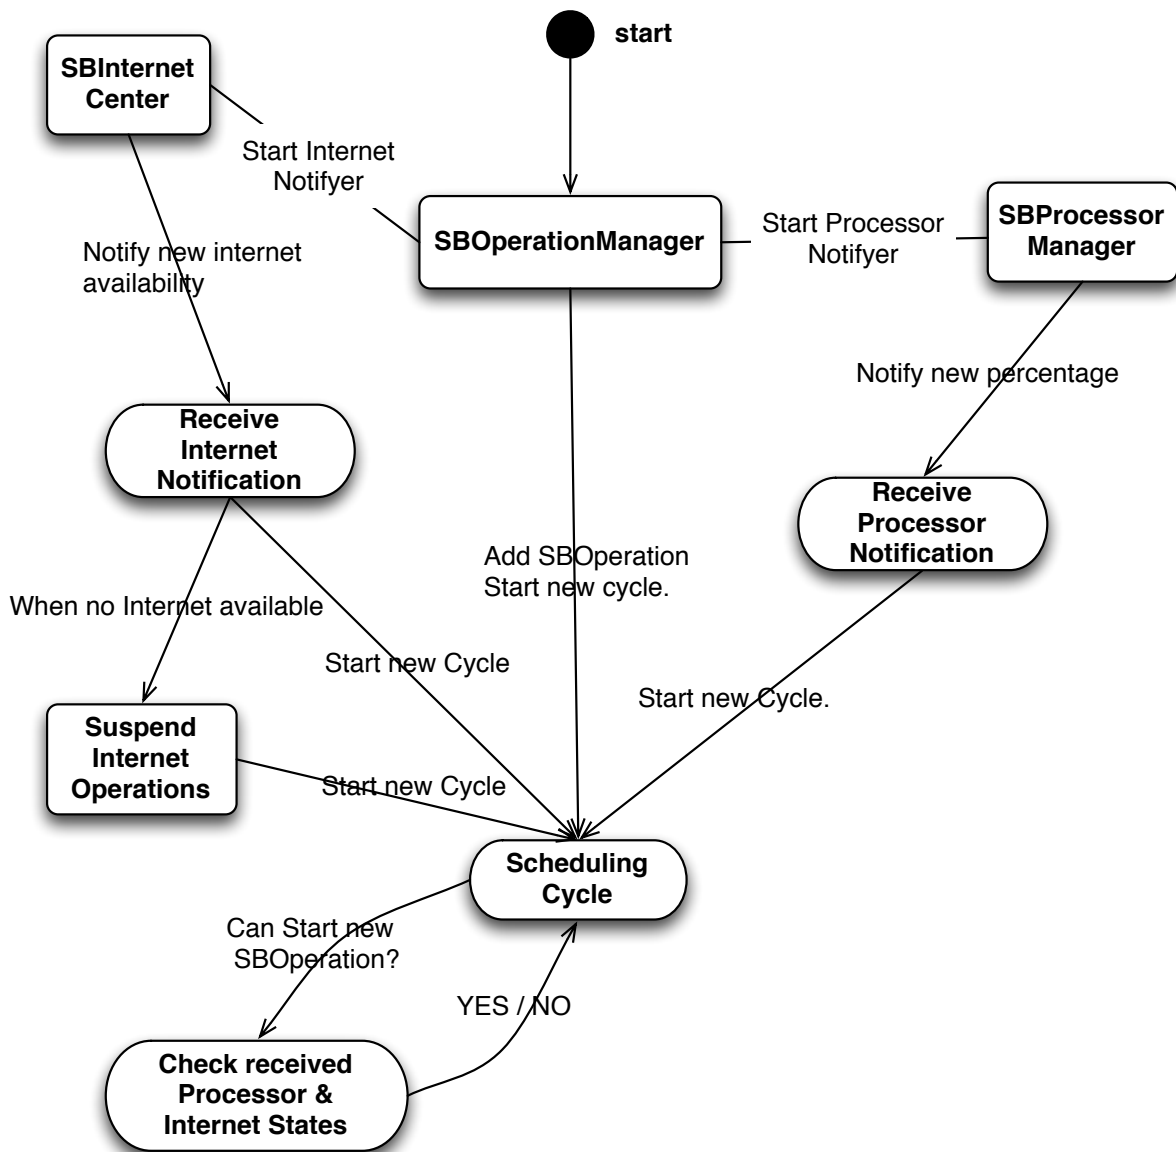 start
SBInternet
Center
Start Internet
Notifyer
SBOperationManager
Start Processor
Notifyer
SBProcessor
Manager
Notify new internet
availability
Notify new percentage
Receive
Internet
Notification
Receive
Processor
Notification
Add SBOperation
Start new cycle.
When no Internet available
Start new Cycle
Start new Cycle.
Suspend
Internet
Operations
Start new Cycle
Scheduling
Cycle
Can Start new
SBOperation?
YES / NO
Check received
Processor &
Internet States